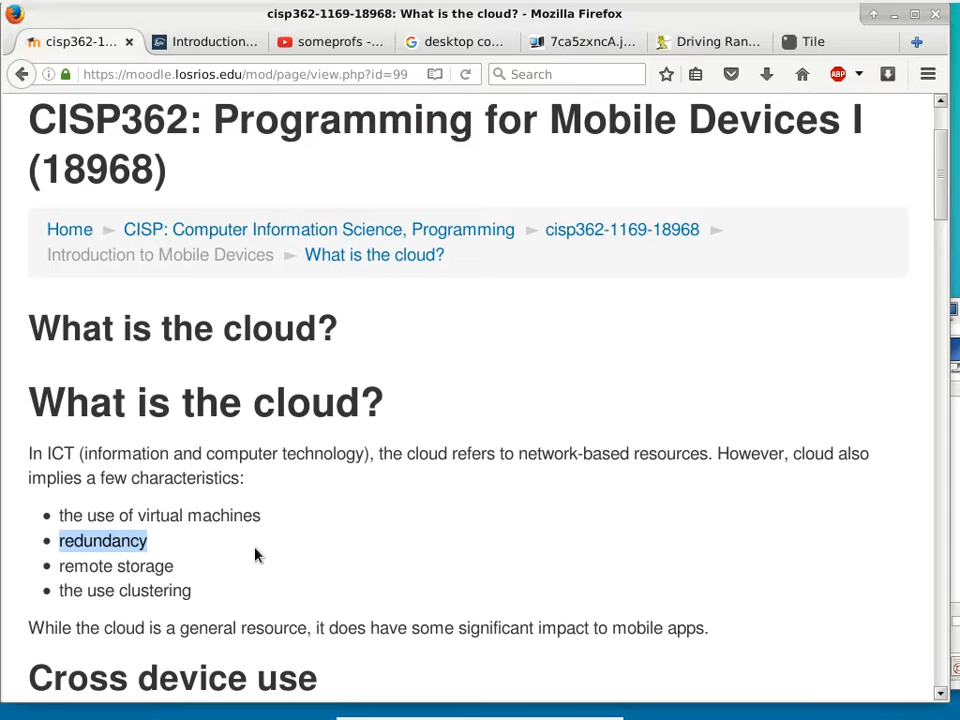 cisp362-1169-18968: What is the cloud? - Mozilla Firefox
cisp362-1... Introduction... someprofs -... desktop co... 7ca5zxncA.j... Driving Ran... Tile
https://moodle.losrios.edu/mod/page/view.php?id=99 Search ABP
CISP362: Programming for Mobile Devices I
(18968)
Home ► CISP: Computer Information Science, Programming ► cisp362-1169-18968 ►
Introduction to Mobile Devices ► What is the cloud?
What is the cloud?
What is the cloud?
In ICT (information and computer technology), the cloud refers to network-based resources. However, cloud also
implies a few characteristics:
• the use of virtual machines
• redundancy
• remote storage
• the use clustering
While the cloud is a general resource, it does have some significant impact to mobile apps.
Cross device use